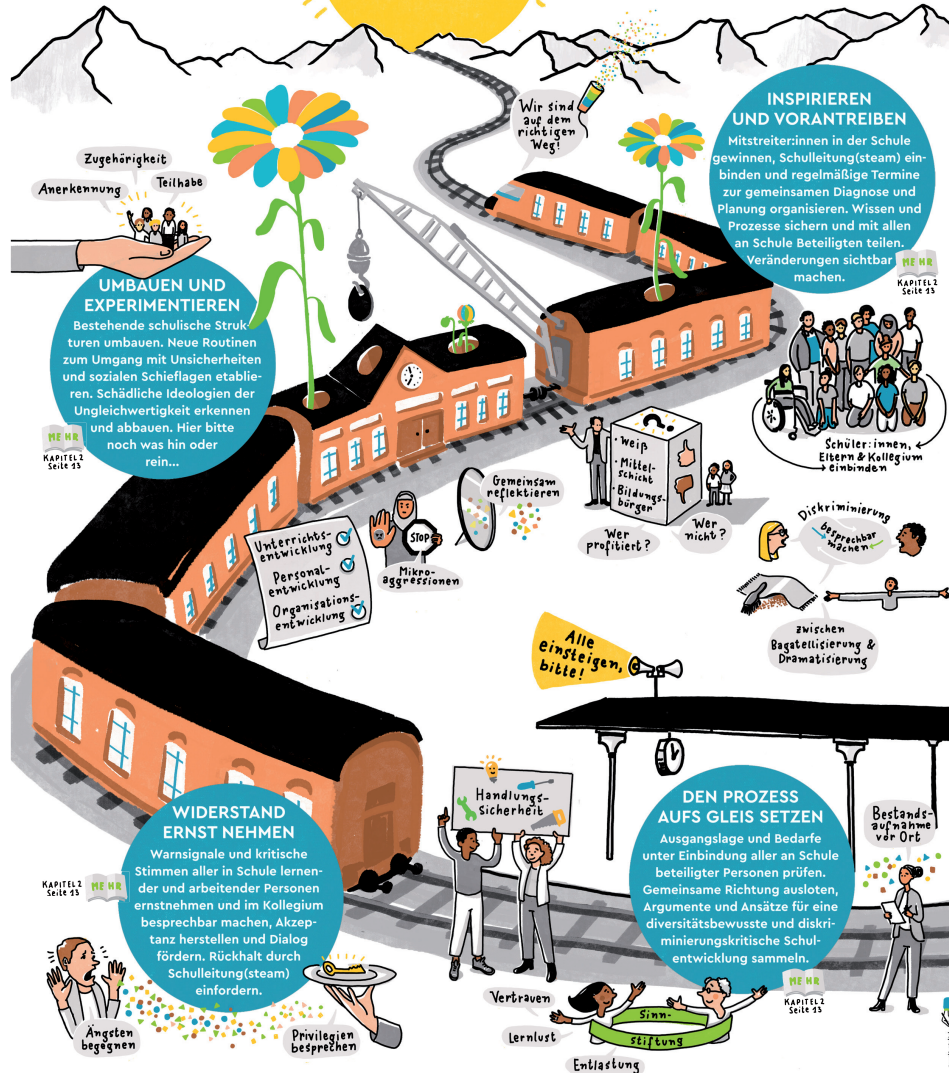 Wir sind
auf dem
richtigen
Weg!
INSPIRIEREN
UND VORANTREIBEN
Mitstreiter:innen in der Schule
gewinnen, Schulleitung(steam) ein-
binden und regelmäßige Termine
zur gemeinsamen Diagnose und
Planung organisieren. Wissen und
Prozesse sichern und mit allen
an Schule Beteiligten teilen.
Veränderungen sichtbar
machen.
MEHR
KAPITEL 2
Seite 13
Zugehörigkeit
Anerkennung
Teilhabe
UMBAUEN UND
EXPERIMENTIEREN
Bestehende schulische Struk-
turen umbauen. Neue Routinen
zum Umgang mit Unsicherheiten
und sozialen Schieflagen etablie-
ren. Schädliche Ideologien der
Ungleichwertigkeit erkennen
und abbauen. Hier bitte
noch was hin oder
rein...
MEHR
KAPITEL 2
Seite 13
Schüler:innen,
Eltern & Kollegium
einbinden
?
• weiß
• Mittel-
schicht
• Bildungs-
bürger
Wer
profitiert?
Wer
nicht?
Gemeinsam
reflektieren
STOP
Mikro-
aggressionen
Unterrichts-
entwicklung
Personal-
entwicklung
Organisations-
entwicklung
Diskriminierung
besprechbar
machen
zwischen
Bagatellisierung &
Dramatisierung
Alle
einsteigen,
bitte!
Handlungs-
Sicherheit
DEN PROZESS
AUFS GLEIS SETZEN
Ausgangslage und Bedarfe
unter Einbindung aller an Schule
beteiligter Personen prüfen.
Gemeinsame Richtung ausloten,
Argumente und Ansätze für eine
diversitätsbewusste und diskri-
minierungskritische Schul-
entwicklung sammeln.
MEHR
KAPITEL 2
Seite 13
Bestands-
aufnahme
vor Ort
WIDERSTAND
ERNST NEHMEN
Warnsignale und kritische
Stimmen aller in Schule lernen-
der und arbeitender Personen
ernstnehmen und im Kollegium
besprechbar machen, Akzep-
tanz herstellen und Dialog
fördern. Rückhalt durch
Schulleitung(steam)
einfordern.
KAPITEL 2
Seite 13
MEHR
Ängsten
begegnen
Privilegien
besprechen
Vertrauen
Lernlust
Entlastung
Sinn-
stiftung